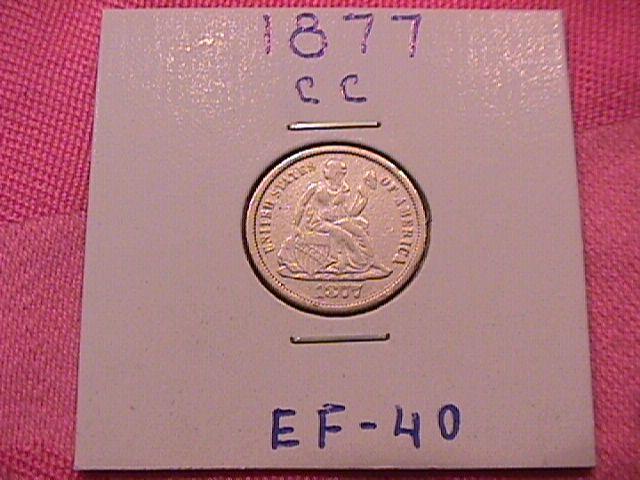 1877
CC
UNITED STATES OF AMERICA
1877
EF-40